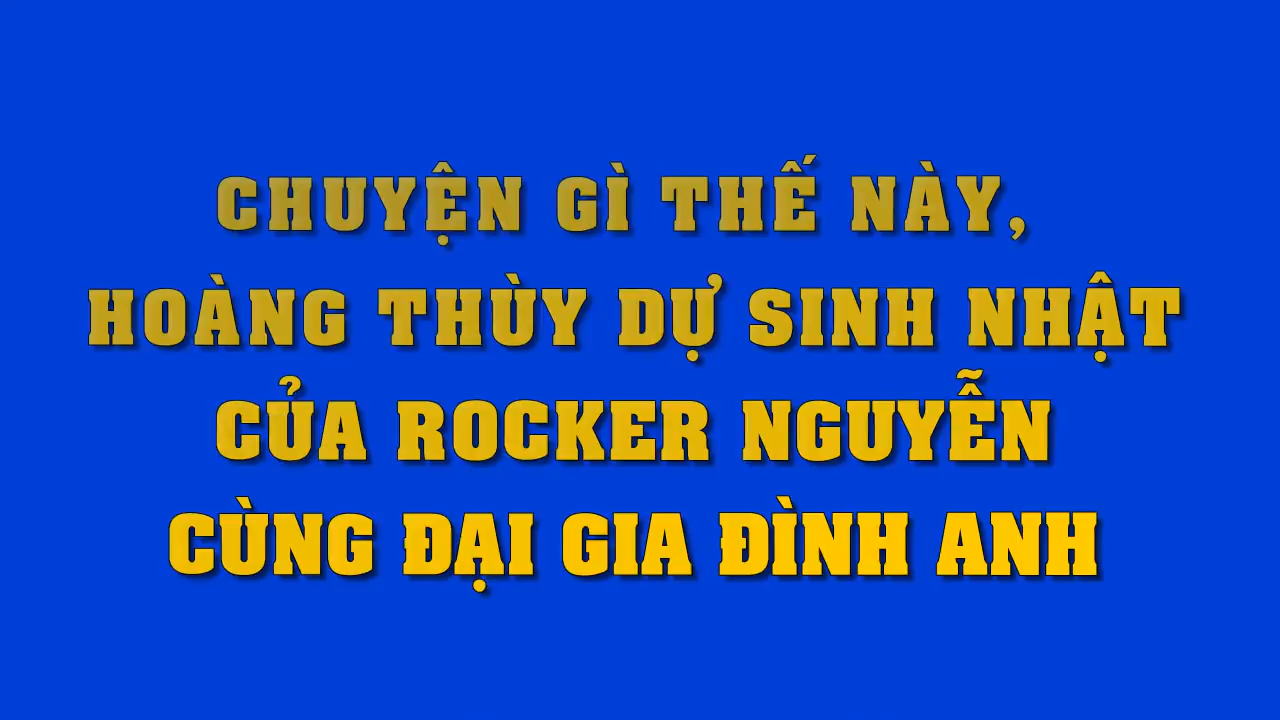 CHUYỆN GÌ THẾ NÀY,
HOÀNG THÙY DỰ SINH NHẬT
CỦA ROCKER NGUYỄN
CÙNG ĐẠI GIA ĐÌNH ANH